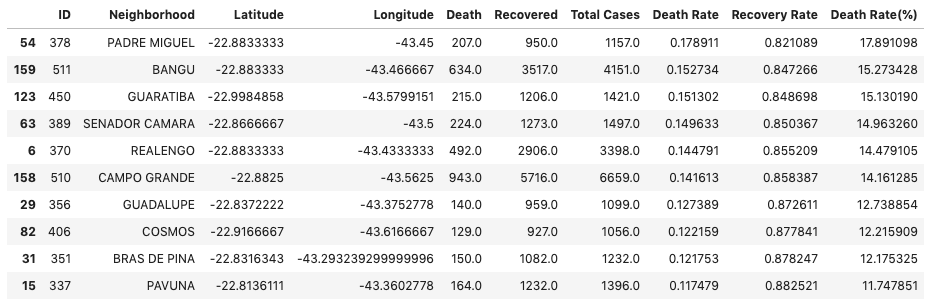 ID Neighborhood Latitude Longitude Death Recovered Total Cases Death Rate Recovery Rate Death Rate(%)
54 378 PADRE MIGUEL -22.8833333 -43.45 207.0 950.0 1157.0 0.178911 0.821089 17.891098
159 511 BANGU -22.883333 -43.466667 634.0 3517.0 4151.0 0.152734 0.847266 15.273428
123 450 GUARATIBA -22.9984858 -43.5799151 215.0 1206.0 1421.0 0.151302 0.848698 15.130190
63 389 SENADOR CAMARA -22.8666667 -43.5 224.0 1273.0 1497.0 0.149633 0.850367 14.963260
6 370 REALENGO -22.8833333 -43.4333333 492.0 2906.0 3398.0 0.144791 0.855209 14.479105
158 510 CAMPO GRANDE -22.8825 -43.5625 943.0 5716.0 6659.0 0.141613 0.858387 14.161285
29 356 GUADALUPE -22.8372222 -43.3752778 140.0 959.0 1099.0 0.127389 0.872611 12.738854
82 406 COSMOS -22.9166667 -43.6166667 129.0 927.0 1056.0 0.122159 0.877841 12.215909
31 351 BRAS DE PINA -22.8316343 -43.293239299999996 150.0 1082.0 1232.0 0.121753 0.878247 12.175325
15 337 PAVUNA -22.8136111 -43.3602778 164.0 1232.0 1396.0 0.117479 0.882521 11.747851